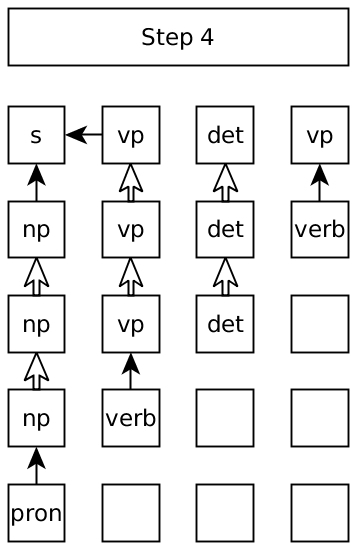 Step 4
s vp det vp
np vp det verb
np vp det
np verb
pron